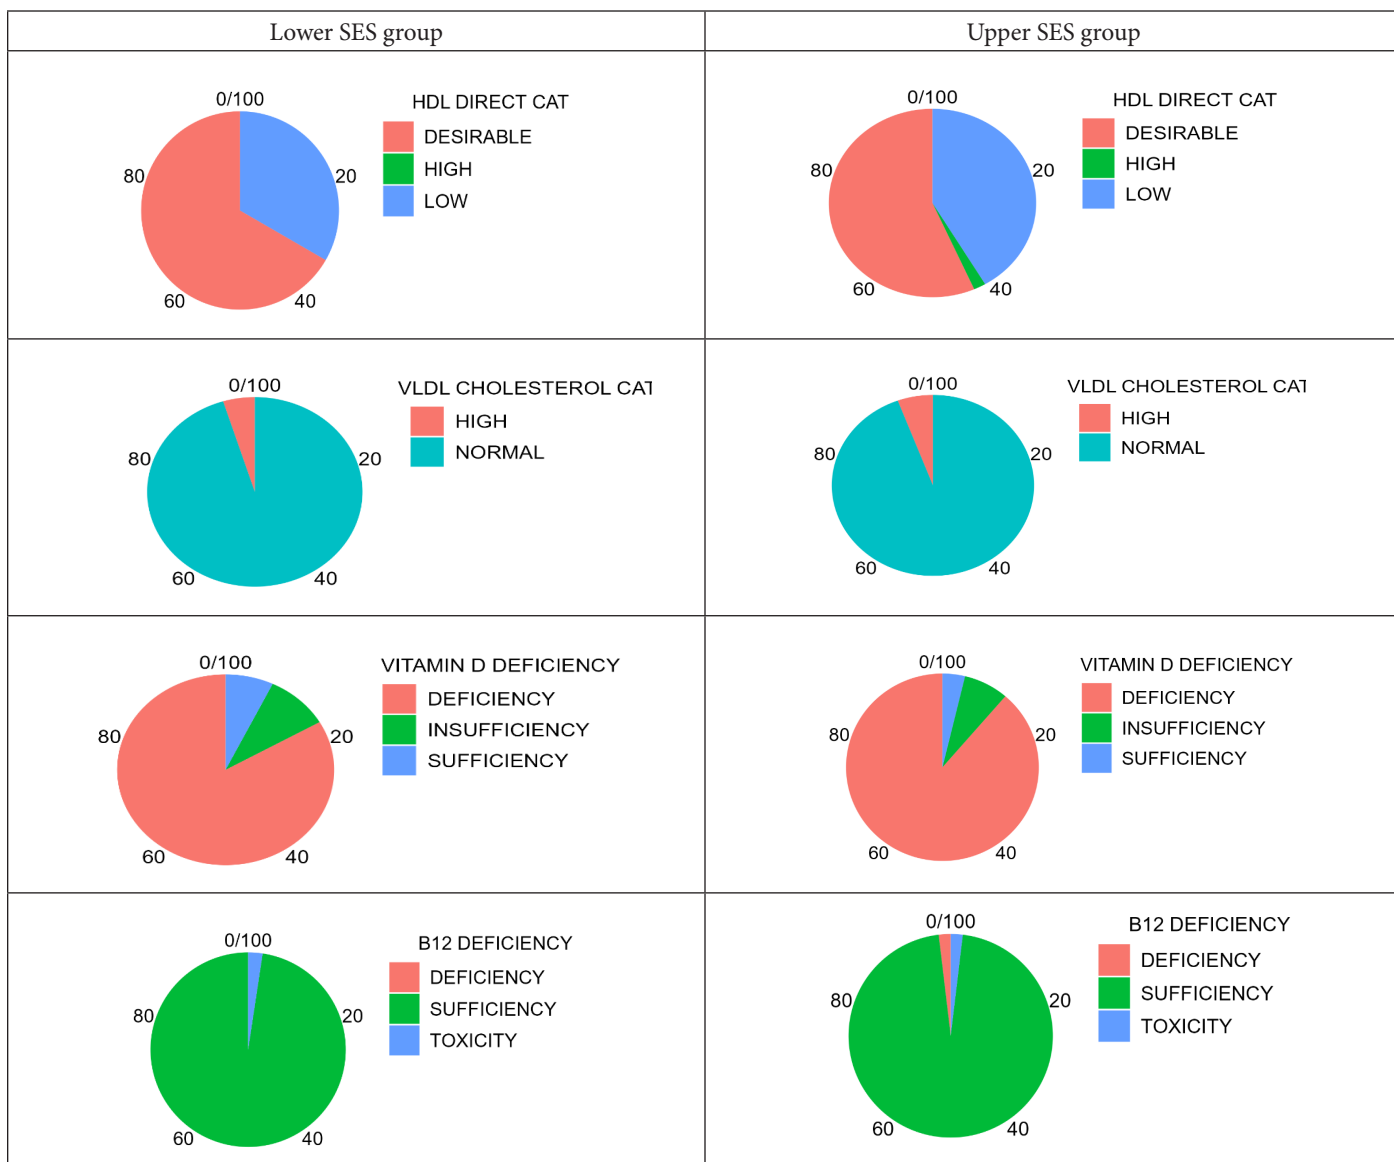 Lower SES group
Upper SES group
0/100
20
40
60
80
HDL DIRECT CAT
DESIRABLE
HIGH
LOW
0/100
20
40
60
80
HDL DIRECT CAT
DESIRABLE
HIGH
LOW
0/100
20
40
60
80
VLDL CHOLESTEROL CAT
HIGH
NORMAL
0/100
20
40
60
80
VLDL CHOLESTEROL CAT
HIGH
NORMAL
0/100
20
40
60
80
VITAMIN D DEFICIENCY
DEFICIENCY
INSUFFICIENCY
SUFFICIENCY
0/100
20
40
60
80
VITAMIN D DEFICIENCY
DEFICIENCY
INSUFFICIENCY
SUFFICIENCY
0/100
20
40
60
80
B12 DEFICIENCY
DEFICIENCY
SUFFICIENCY
TOXICITY
0/100
20
40
60
80
B12 DEFICIENCY
DEFICIENCY
SUFFICIENCY
TOXICITY